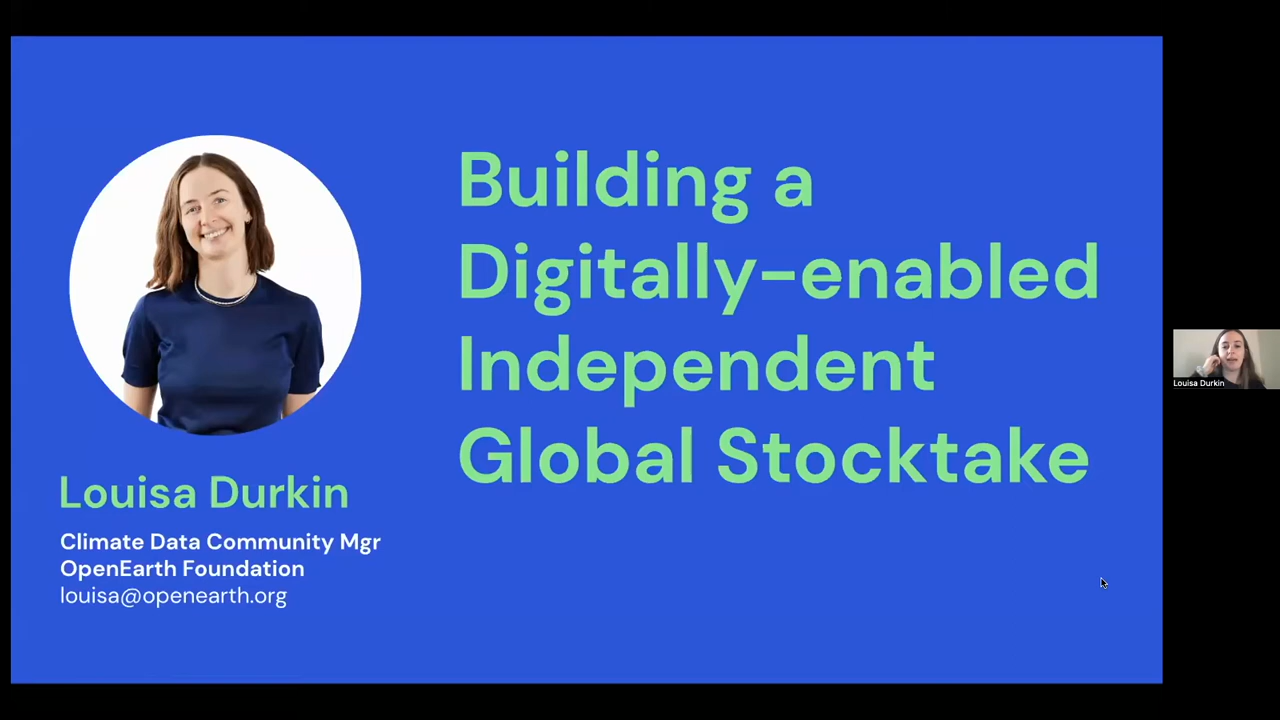 Building a
Digitally-enabled
Independent
Global Stocktake
Louisa Durkin
Climate Data Community Mgr
OpenEarth Foundation
louisa@openearth.org
Louisa Durkin